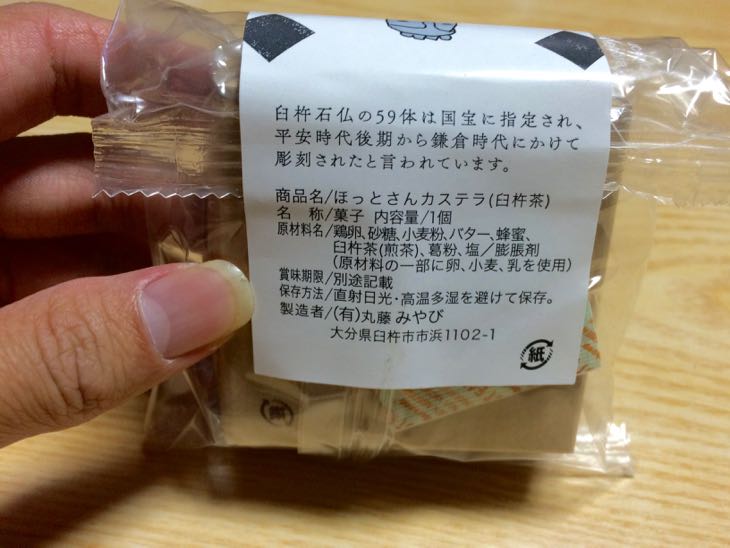 臼杵石仏の59体は国宝に指定され、
平安時代後期から鎌倉時代にかけて
彫刻されたと言われています。
商品名/ほっとさんカステラ(臼杵茶)
名　称/菓子 内容量/1個
原材料名/鶏卵、砂糖、小麦粉、バター、蜂蜜、
臼杵茶(煎茶)、葛粉、塩/膨脹剤
(原材料の一部に卵、小麦、乳を使用)
賞味期限/別途記載
保存方法/直射日光・高温多湿を避けて保存。
製造者/(有)丸藤 みやび
大分県臼杵市市浜1102-1
紙
紙